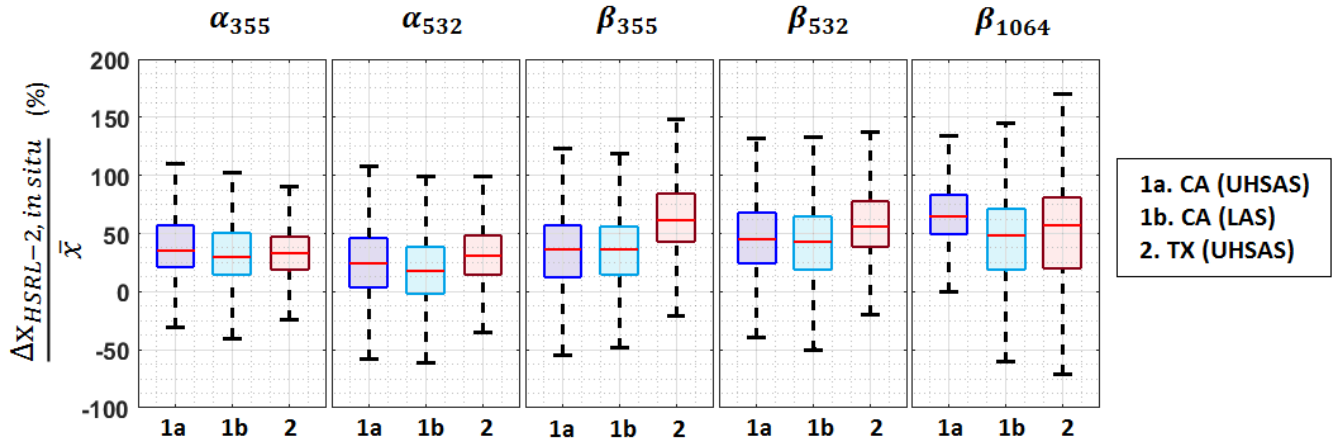 α355 α532 β355 β532 β1064
ΔxHSRL−2, in situ
x̄
(%)
200
150
100
50
0
-50
-100
1a 1b 2 1a 1b 2 1a 1b 2 1a 1b 2 1a 1b 2
1a. CA (UHSAS)
1b. CA (LAS)
2. TX (UHSAS)